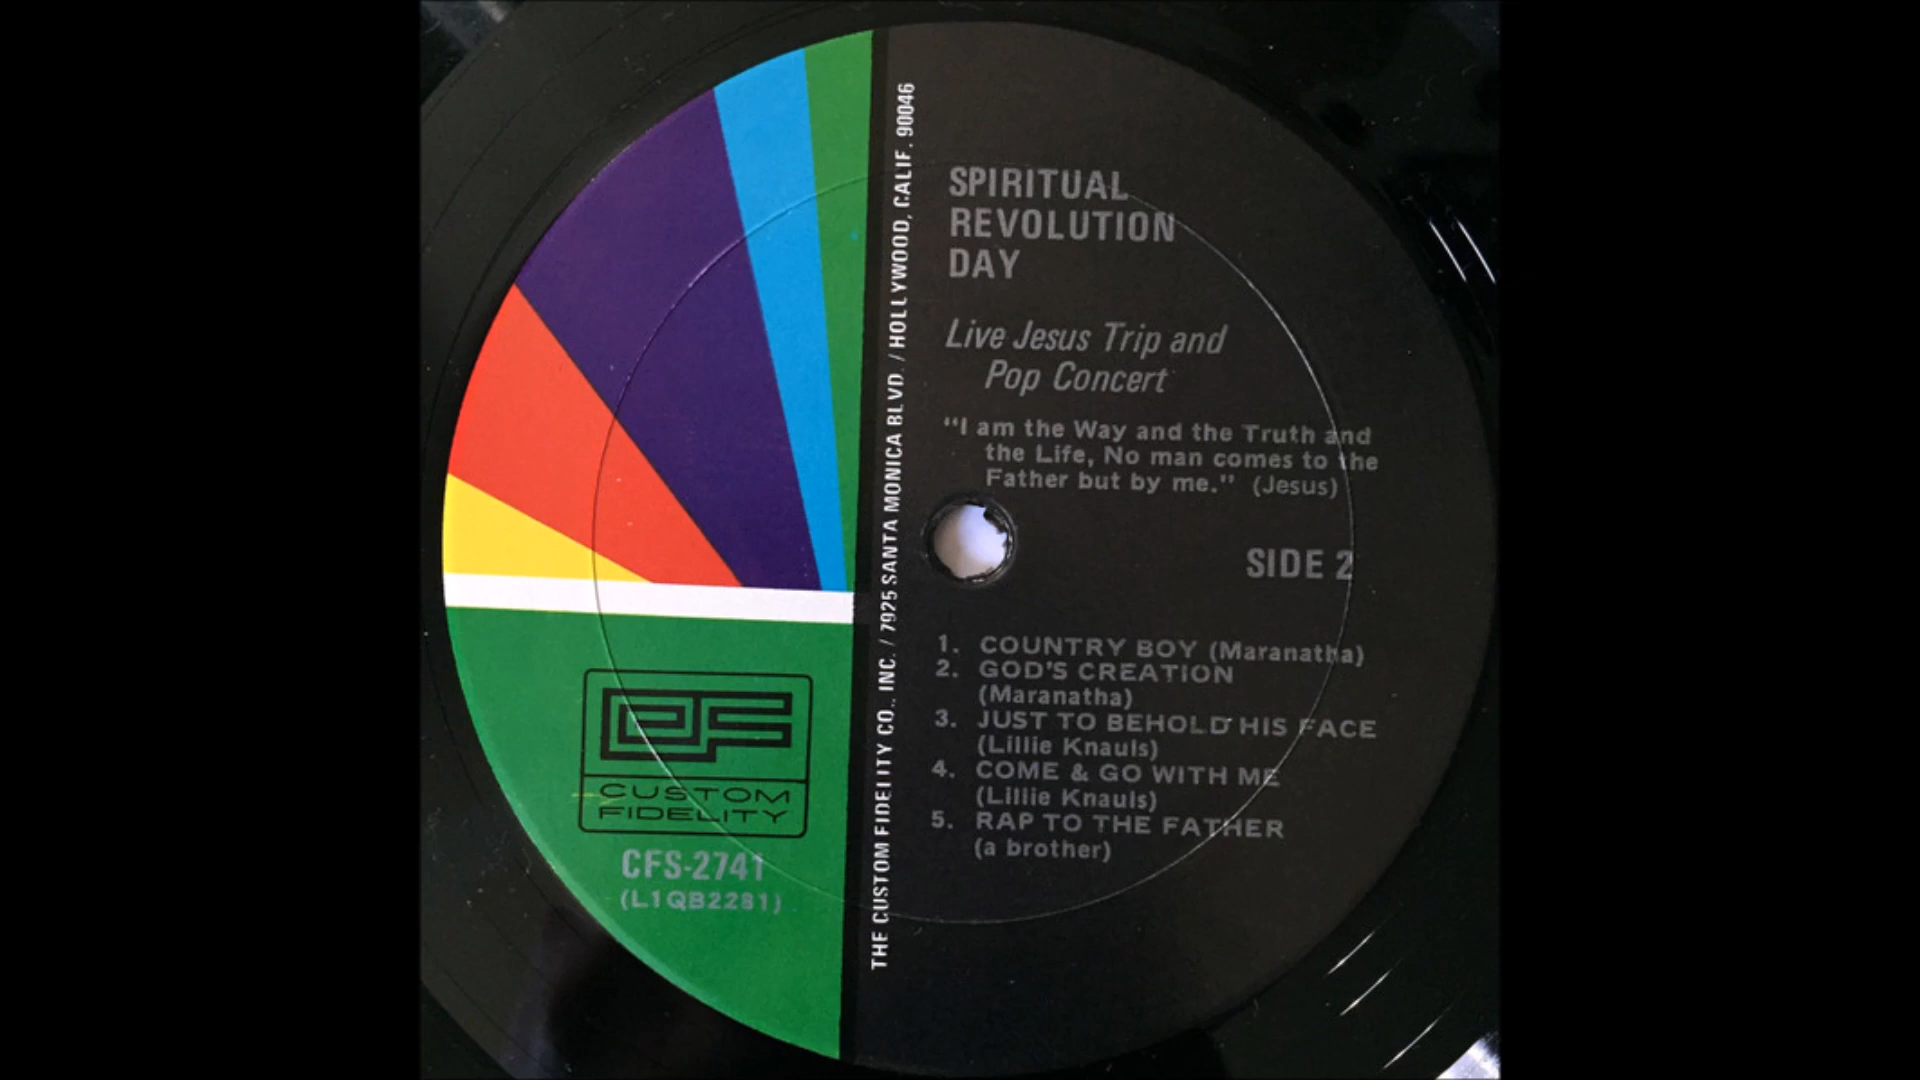 SPIRITUAL
REVOLUTION
DAY
Live Jesus Trip and
Pop Concert
"I am the Way and the Truth and
the Life, No man comes to the
Father but by me." (Jesus)
SIDE 2
1. COUNTRY BOY (Maranatha)
2. GOD'S CREATION
(Maranatha)
3. JUST TO BEHOLD HIS FACE
(Lillie Knauls)
4. COME & GO WITH ME
(Lillie Knauls)
5. RAP TO THE FATHER
(a brother)
THE CUSTOM FIDELITY CO., INC. / 7925 SANTA MONICA BLVD. / HOLLYWOOD, CALIF. 90046
CF
CUSTOM
FIDELITY
CFS-2741
(L1QB2281)